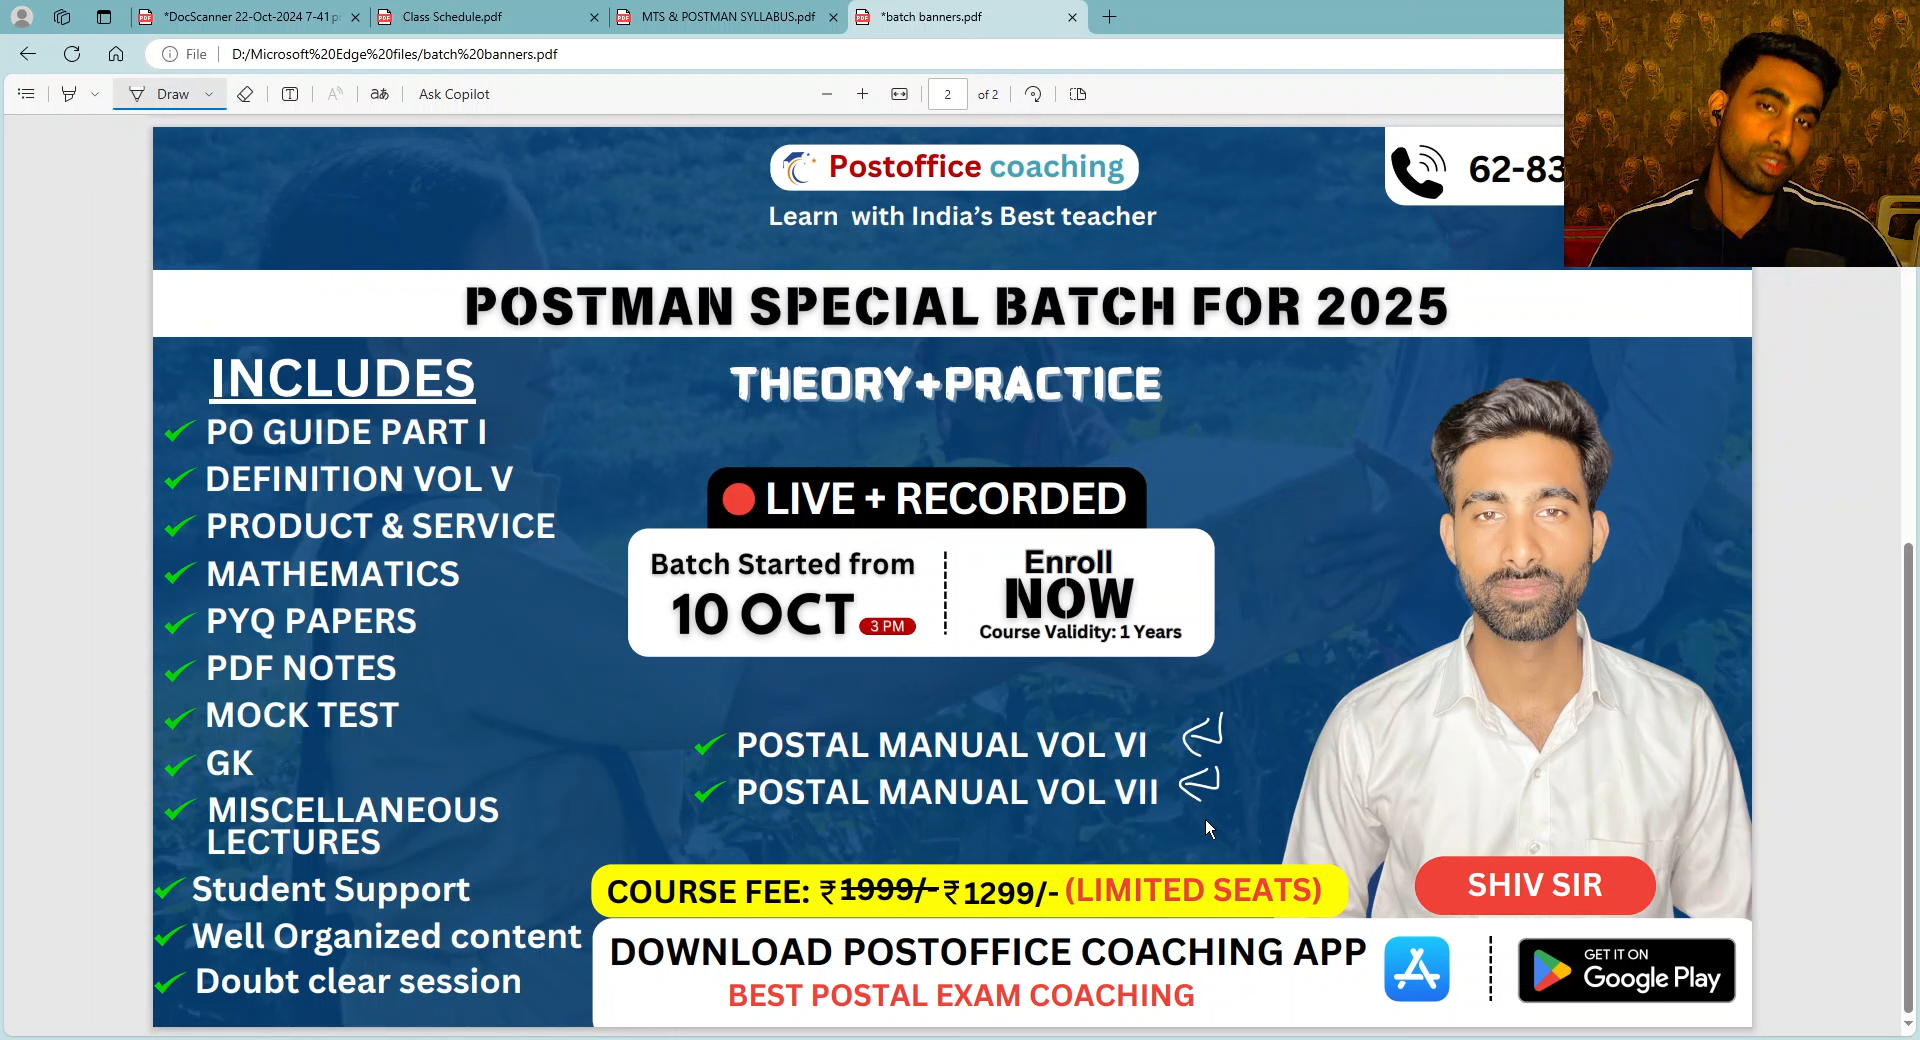 *DocScanner 22-Oct-2024 7-41
Class Schedule.pdf
MTS & POSTMAN SYLLABUS.pdf
*batch banners.pdf
File
D:/Microsoft%20Edge%20files/batch%20banners.pdf
Draw
Ask Copilot
2
of 2
Postoffice coaching
62-83
Learn with India's Best teacher
POSTMAN SPECIAL BATCH FOR 2025
INCLUDES
PO GUIDE PART I
DEFINITION VOL V
PRODUCT & SERVICE
MATHEMATICS
PYQ PAPERS
PDF NOTES
MOCK TEST
GK
MISCELLANEOUS
LECTURES
Student Support
Well Organized content
Doubt clear session
THEORY+PRACTICE
LIVE + RECORDED
Batch Started from
10 OCT 3 PM
Enroll
NOW
Course Validity: 1 Years
POSTAL MANUAL VOL VI
POSTAL MANUAL VOL VII
COURSE FEE: ₹1999/- ₹1299/- (LIMITED SEATS)
SHIV SIR
DOWNLOAD POSTOFFICE COACHING APP
BEST POSTAL EXAM COACHING
GET IT ON
Google Play